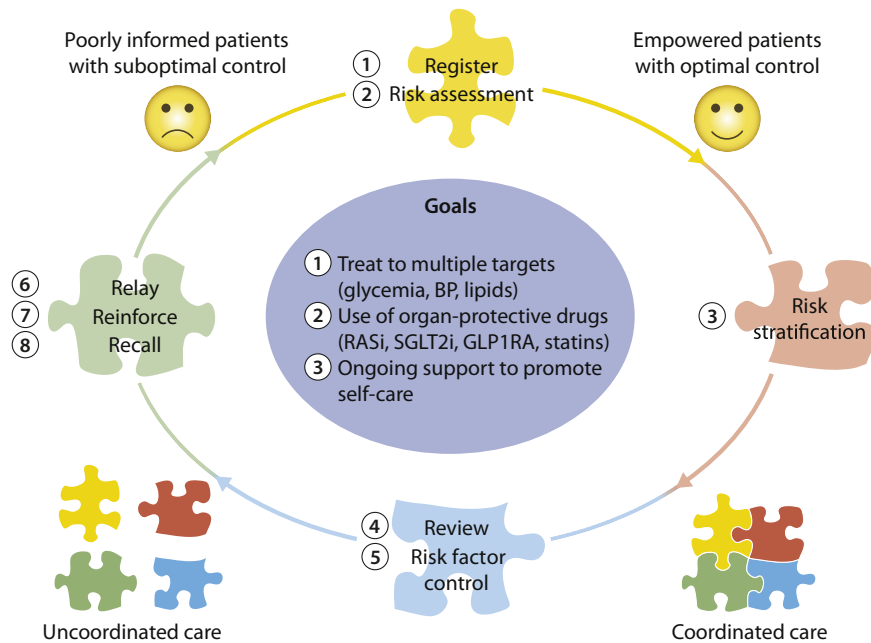 Poorly informed patients
with suboptimal control
1 Register
2 Risk assessment
Empowered patients
with optimal control
Goals
1 Treat to multiple targets
(glycemia, BP, lipids)
2 Use of organ-protective drugs
(RASi, SGLT2i, GLP1RA, statins)
3 Ongoing support to promote
self-care
6 Relay
7 Reinforce
8 Recall
3 Risk
stratification
4 Review
5 Risk factor
control
Uncoordinated care
Coordinated care